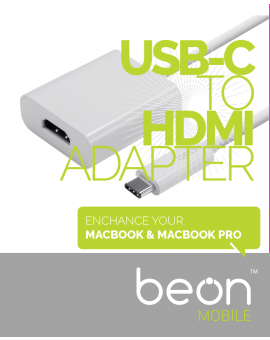 USB-C
TO
HDMI
ADAPTER
ENCHANCE YOUR
MACBOOK & MACBOOK PRO
beon™
MOBILE